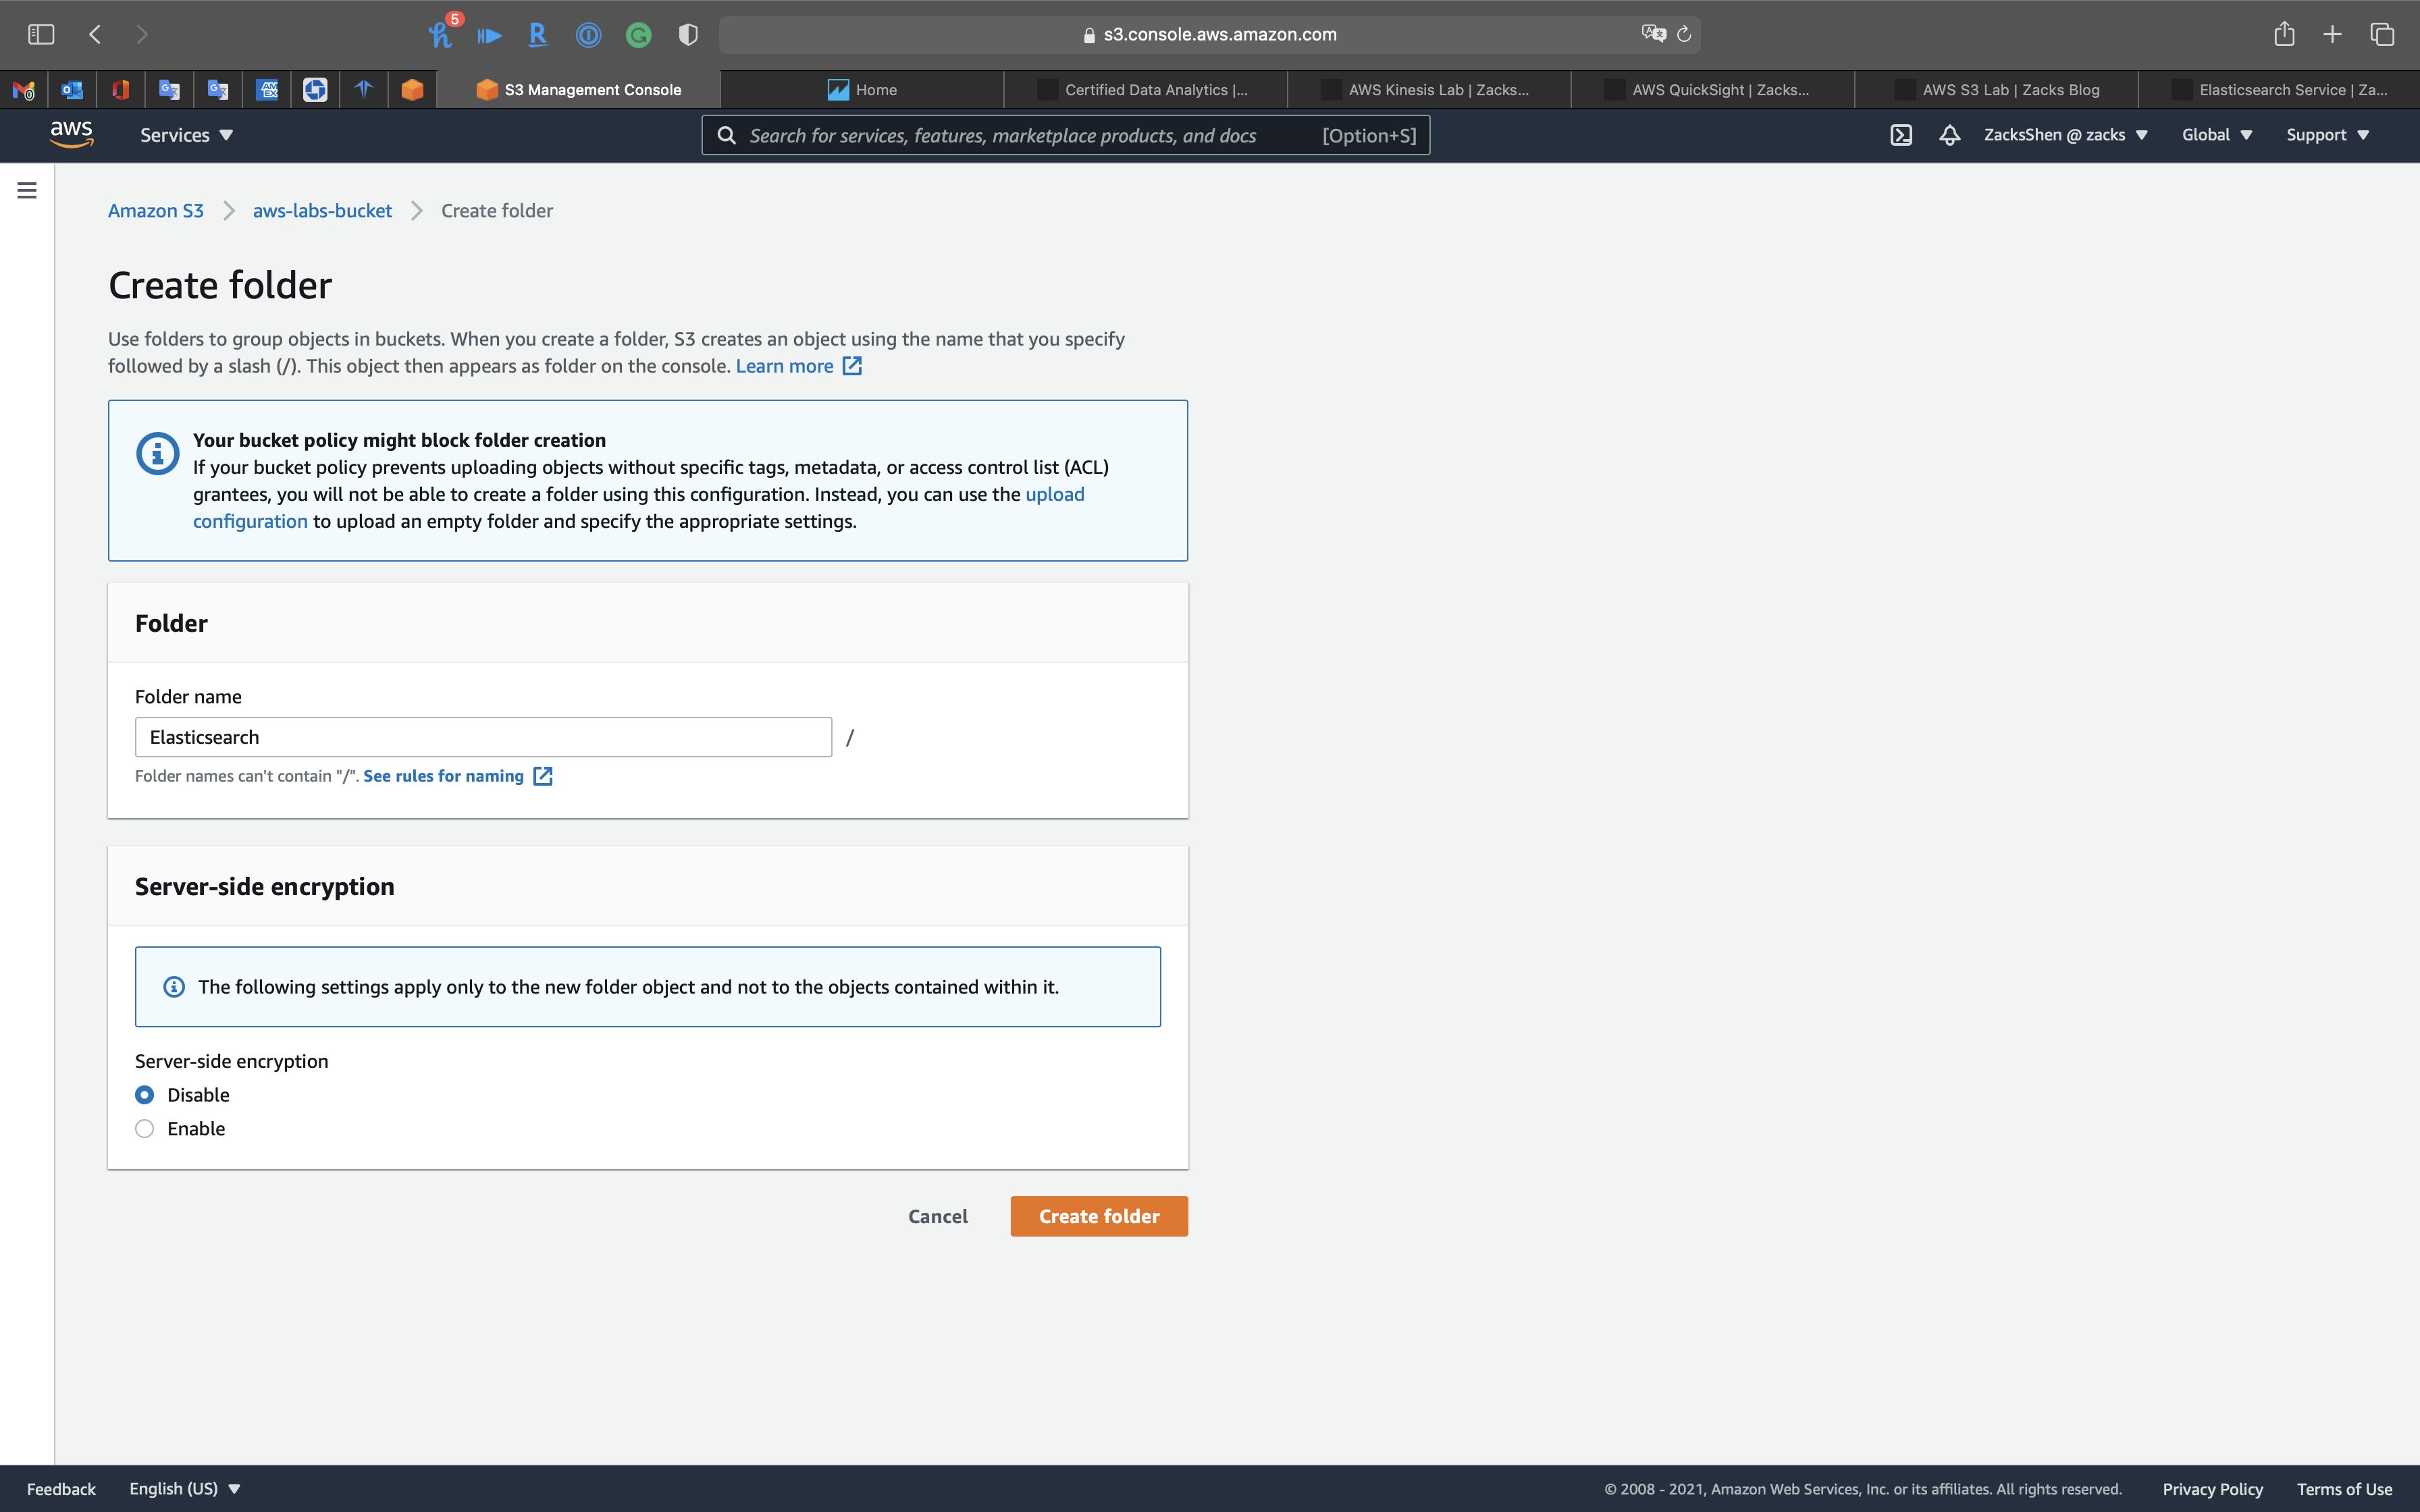 5
s3.console.aws.amazon.com
S3 Management Console
Home
Certified Data Analytics |...
AWS Kinesis Lab | Zacks...
AWS QuickSight | Zacks...
AWS S3 Lab | Zacks Blog
Elasticsearch Service | Za...
aws
Services
Search for services, features, marketplace products, and docs
[Option+S]
ZacksShen @ zacks
Global
Support
Amazon S3
aws-labs-bucket
Create folder
Create folder
Use folders to group objects in buckets. When you create a folder, S3 creates an object using the name that you specify
followed by a slash (/). This object then appears as folder on the console. Learn more
Your bucket policy might block folder creation
If your bucket policy prevents uploading objects without specific tags, metadata, or access control list (ACL)
grantees, you will not be able to create a folder using this configuration. Instead, you can use the upload
configuration to upload an empty folder and specify the appropriate settings.
Folder
Folder name
Elasticsearch /
Folder names can't contain "/". See rules for naming
Server-side encryption
The following settings apply only to the new folder object and not to the objects contained within it.
Server-side encryption
Disable
Enable
Cancel
Create folder
Feedback
English (US)
© 2008 - 2021, Amazon Web Services, Inc. or its affiliates. All rights reserved.
Privacy Policy
Terms of Use